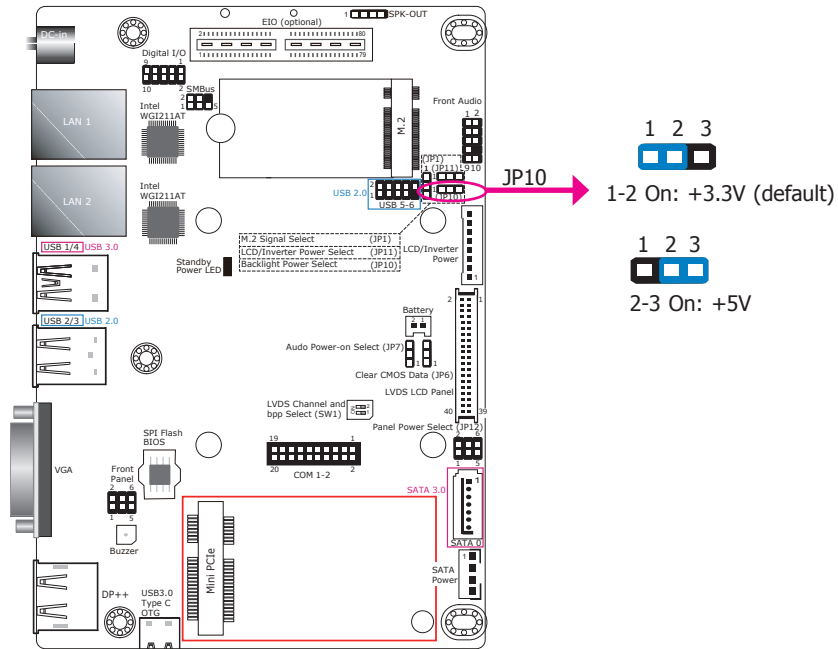 1 SPK-OUT
EIO (optional)
DC-in
2 80
1 79
Digital I/O
9 1
10 2
SMBus
2
1 5
Intel
WGI211AT
LAN 1
M.2
Front Audio
1 2
9 10
(JP1)
1 (JP11)
1
1
(JP10)
JP10
USB 2.0
2
1
USB 5-6
Intel
WGI211AT
LAN 2
1 2 3
1-2 On: +3.3V (default)
1 2 3
2-3 On: +5V
M.2 Signal Select (JP1)
LCD/Inverter Power Select (JP11)
Backlight Power Select (JP10)
LCD/Inverter
Power
1
USB 1/4 USB 3.0
Standby
Power LED
USB 2/3 USB 2.0
Battery
2 1
2 1
Audo Power-on Select (JP7)
1 1
Clear CMOS Data (JP6)
LVDS LCD Panel
LVDS Channel and
bpp Select (SW1)
ON
2
1
40 39
Panel Power Select (JP12)
2 6
1 5
SPI Flash
BIOS
19 1
20 2
COM 1-2
VGA
Front
Panel
2 6
1 5
Buzzer
SATA 3.0
1
SATA 0
Mini PCIe
SATA
Power
1
DP++
USB3.0
Type C
OTG